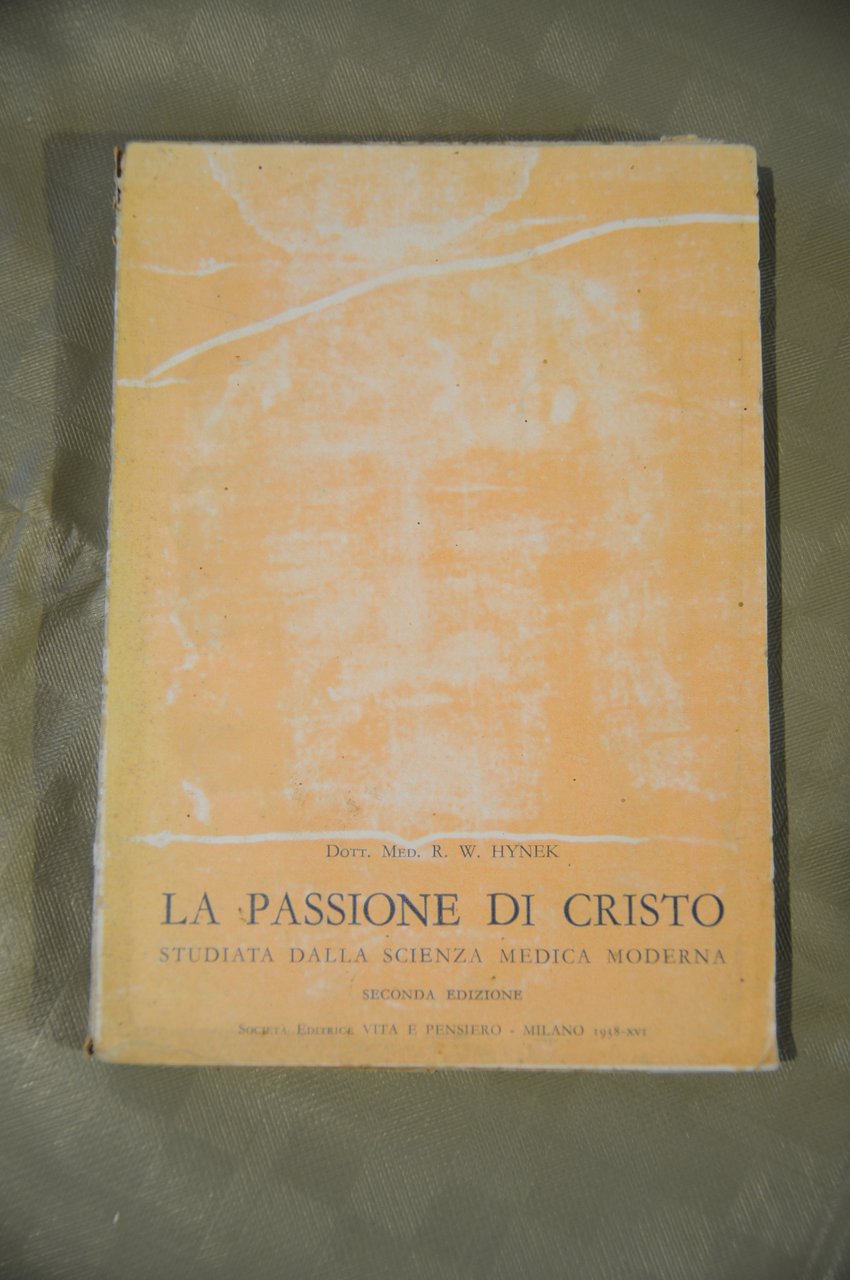 Dott. Med. R. W. HYNEK
LA PASSIONE DI CRISTO
STUDIATA DALLA SCIENZA MEDICA MODERNA
SECONDA EDIZIONE
Società Editrice VITA E PENSIERO - MILANO 1938-XVI